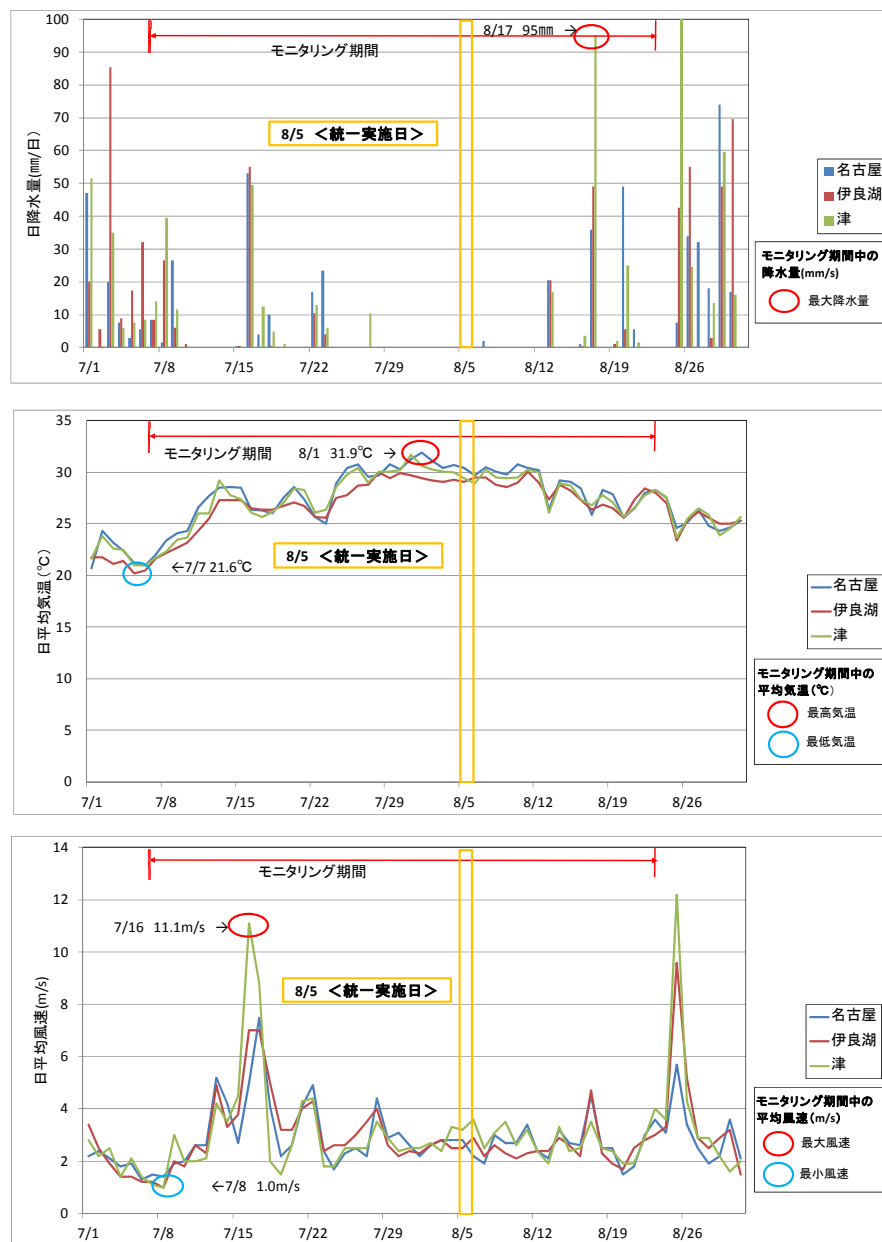 100
90
80
70
60
50
40
30
20
10
0
日降水量(㎜/日)
8/17 95㎜ →
モニタリング期間
8/5 <統一実施日>
7/1 7/8 7/15 7/22 7/29 8/5 8/12 8/19 8/26
名古屋
伊良湖
津
モニタリング期間中の
降水量(mm/s)
最大降水量
35
30
25
20
15
10
5
0
日平均気温(℃)
モニタリング期間
8/1 31.9℃ →
←7/7 21.6℃
8/5 <統一実施日>
7/1 7/8 7/15 7/22 7/29 8/5 8/12 8/19 8/26
名古屋
伊良湖
津
モニタリング期間中の
平均気温(℃)
最高気温
最低気温
14
12
10
8
6
4
2
0
日平均風速(m/s)
モニタリング期間
7/16 11.1m/s →
8/5 <統一実施日>
←7/8 1.0m/s
7/1 7/8 7/15 7/22 7/29 8/5 8/12 8/19 8/26
名古屋
伊良湖
津
モニタリング期間中の
平均風速(m/s)
最大風速
最小風速